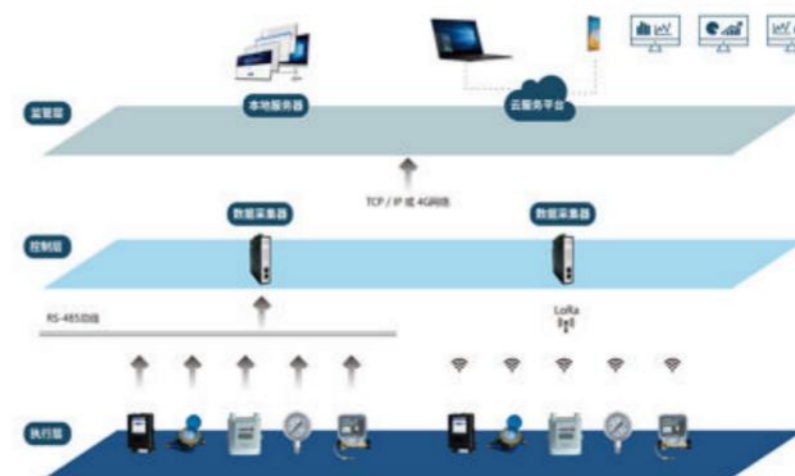 本地服务器
云服务平台
监管层
TCP / IP 或 4G网络
数据采集器
数据采集器
控制层
RS-485总线
LoRa
执行层